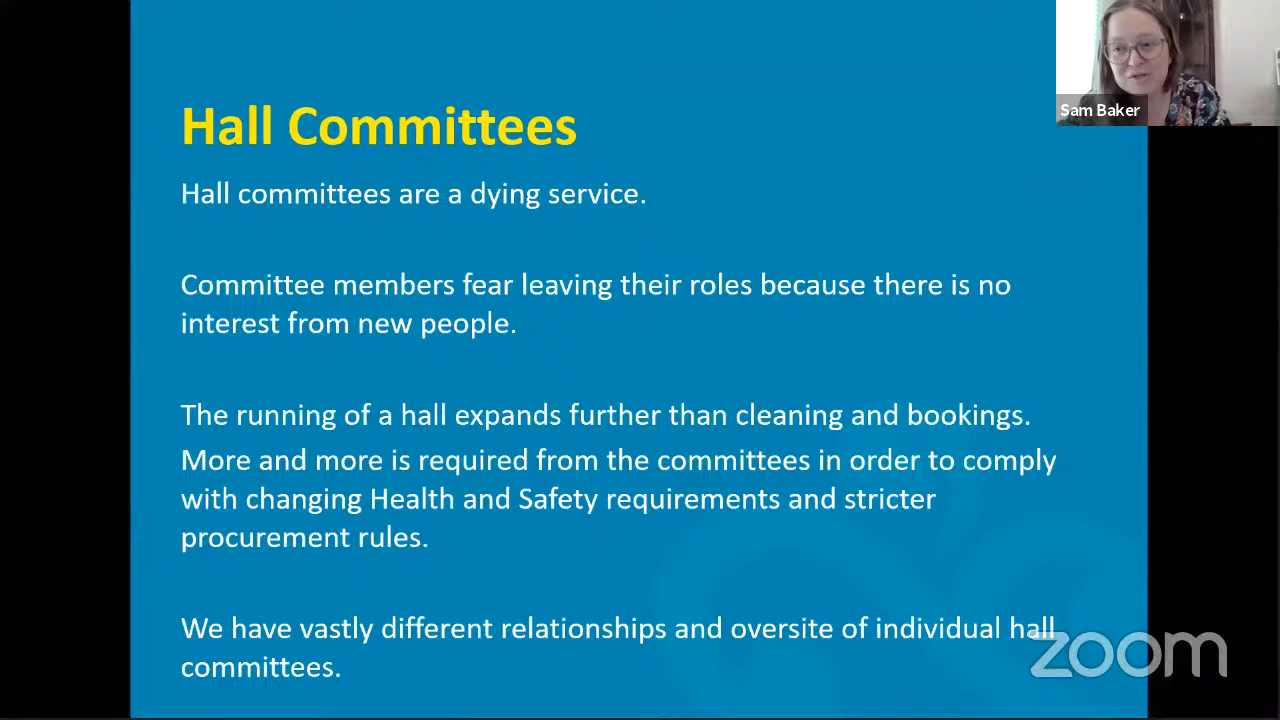 Sam Baker
Hall Committees
Hall committees are a dying service.
Committee members fear leaving their roles because there is no
interest from new people.
The running of a hall expands further than cleaning and bookings.
More and more is required from the committees in order to comply
with changing Health and Safety requirements and stricter
procurement rules.
We have vastly different relationships and oversite of individual hall
committees.
zoom